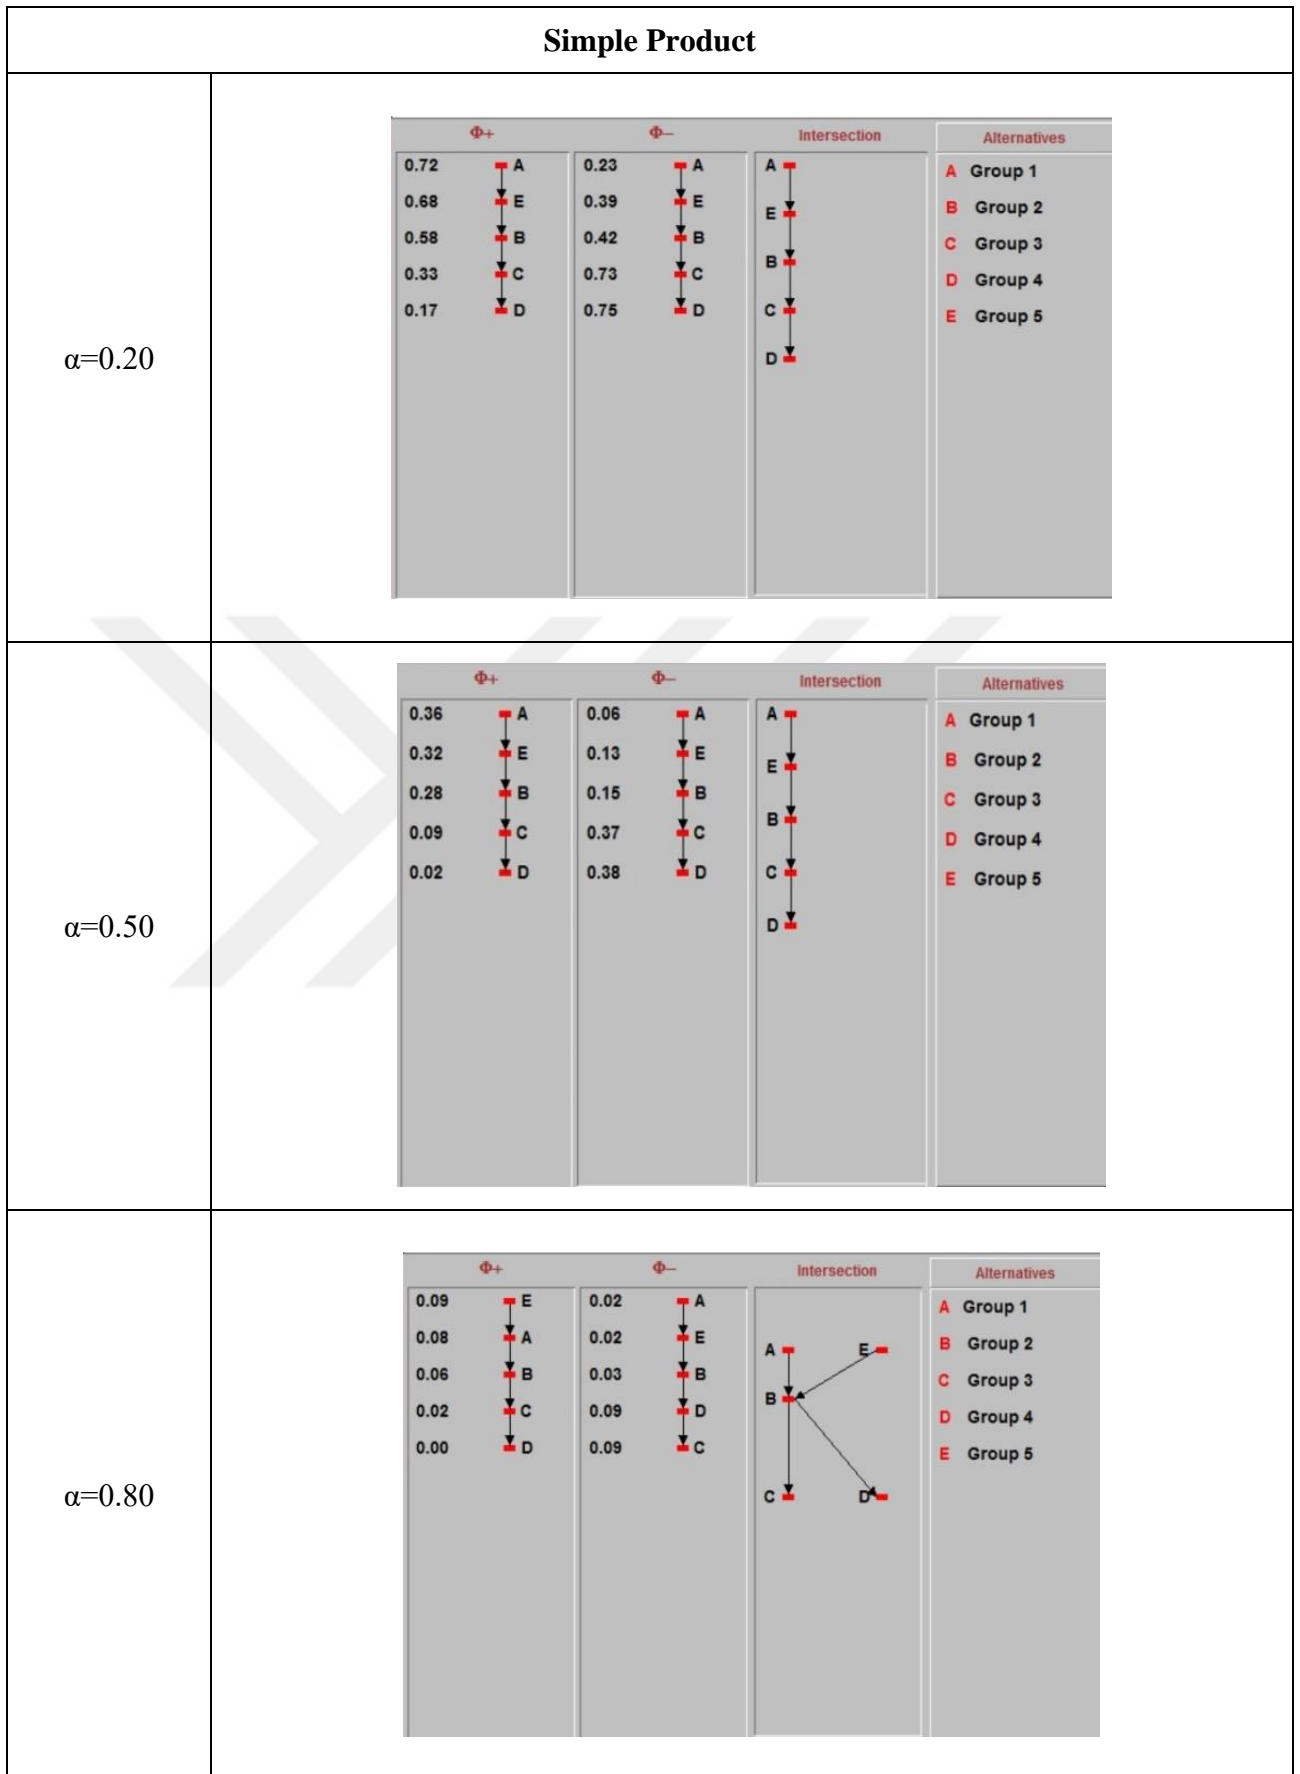 Simple Product
α=0.20
Φ+ Φ− Intersection Alternatives
0.72 A 0.23 A A A Group 1
0.68 E 0.39 E E B Group 2
0.58 B 0.42 B B C Group 3
0.33 C 0.73 C C D Group 4
0.17 D 0.75 D D E Group 5
α=0.50
Φ+ Φ− Intersection Alternatives
0.36 A 0.06 A A A Group 1
0.32 E 0.13 E E B Group 2
0.28 B 0.15 B B C Group 3
0.09 C 0.37 C C D Group 4
0.02 D 0.38 D D E Group 5
α=0.80
Φ+ Φ− Intersection Alternatives
0.09 E 0.02 A A E A Group 1
0.08 A 0.02 E B B Group 2
0.06 B 0.03 B C D C Group 3
0.02 C 0.09 D D Group 4
0.00 D 0.09 C E Group 5